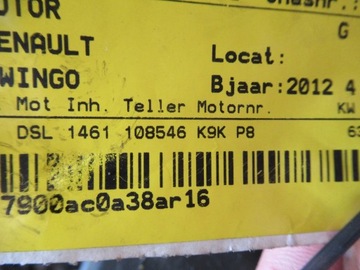 OTOR
ENAULT G
WINGO Locat:
Bjaar:2012 4
Mot Inh. Teller Motornr. KW
DSL 1461 108546 K9K P8 63
7900ac0a38ar16